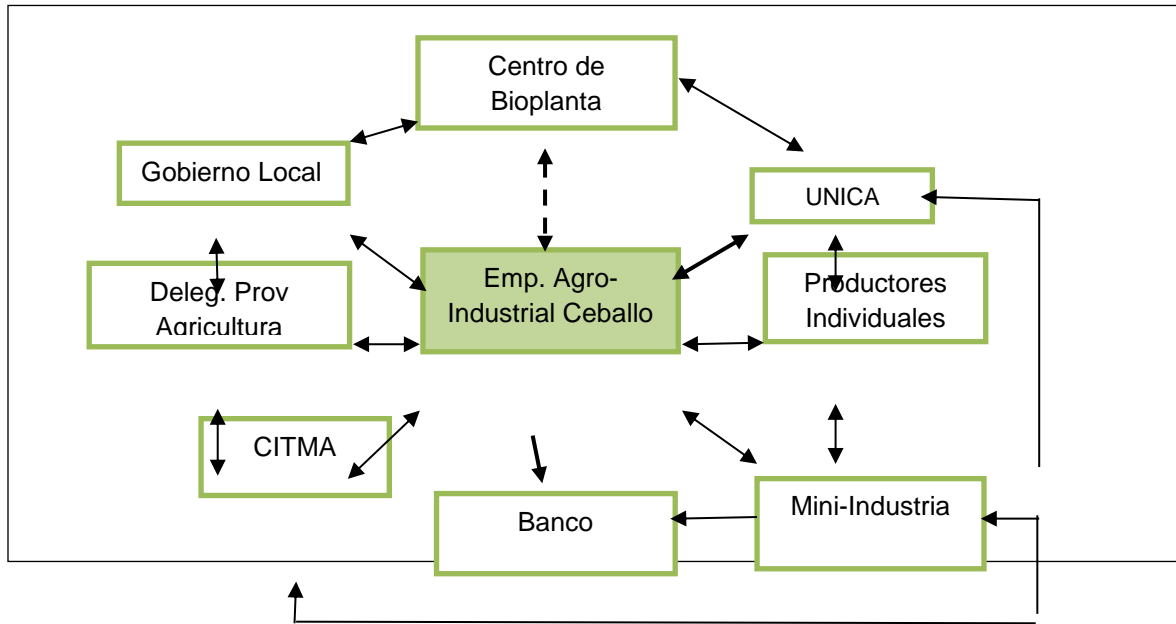 Centro de
Bioplanta
Gobierno Local
UNICA
Deleg. Prov
Agricultura
Emp. Agro-
Industrial Ceballo
Productores
Individuales
CITMA
Banco
Mini-Industria